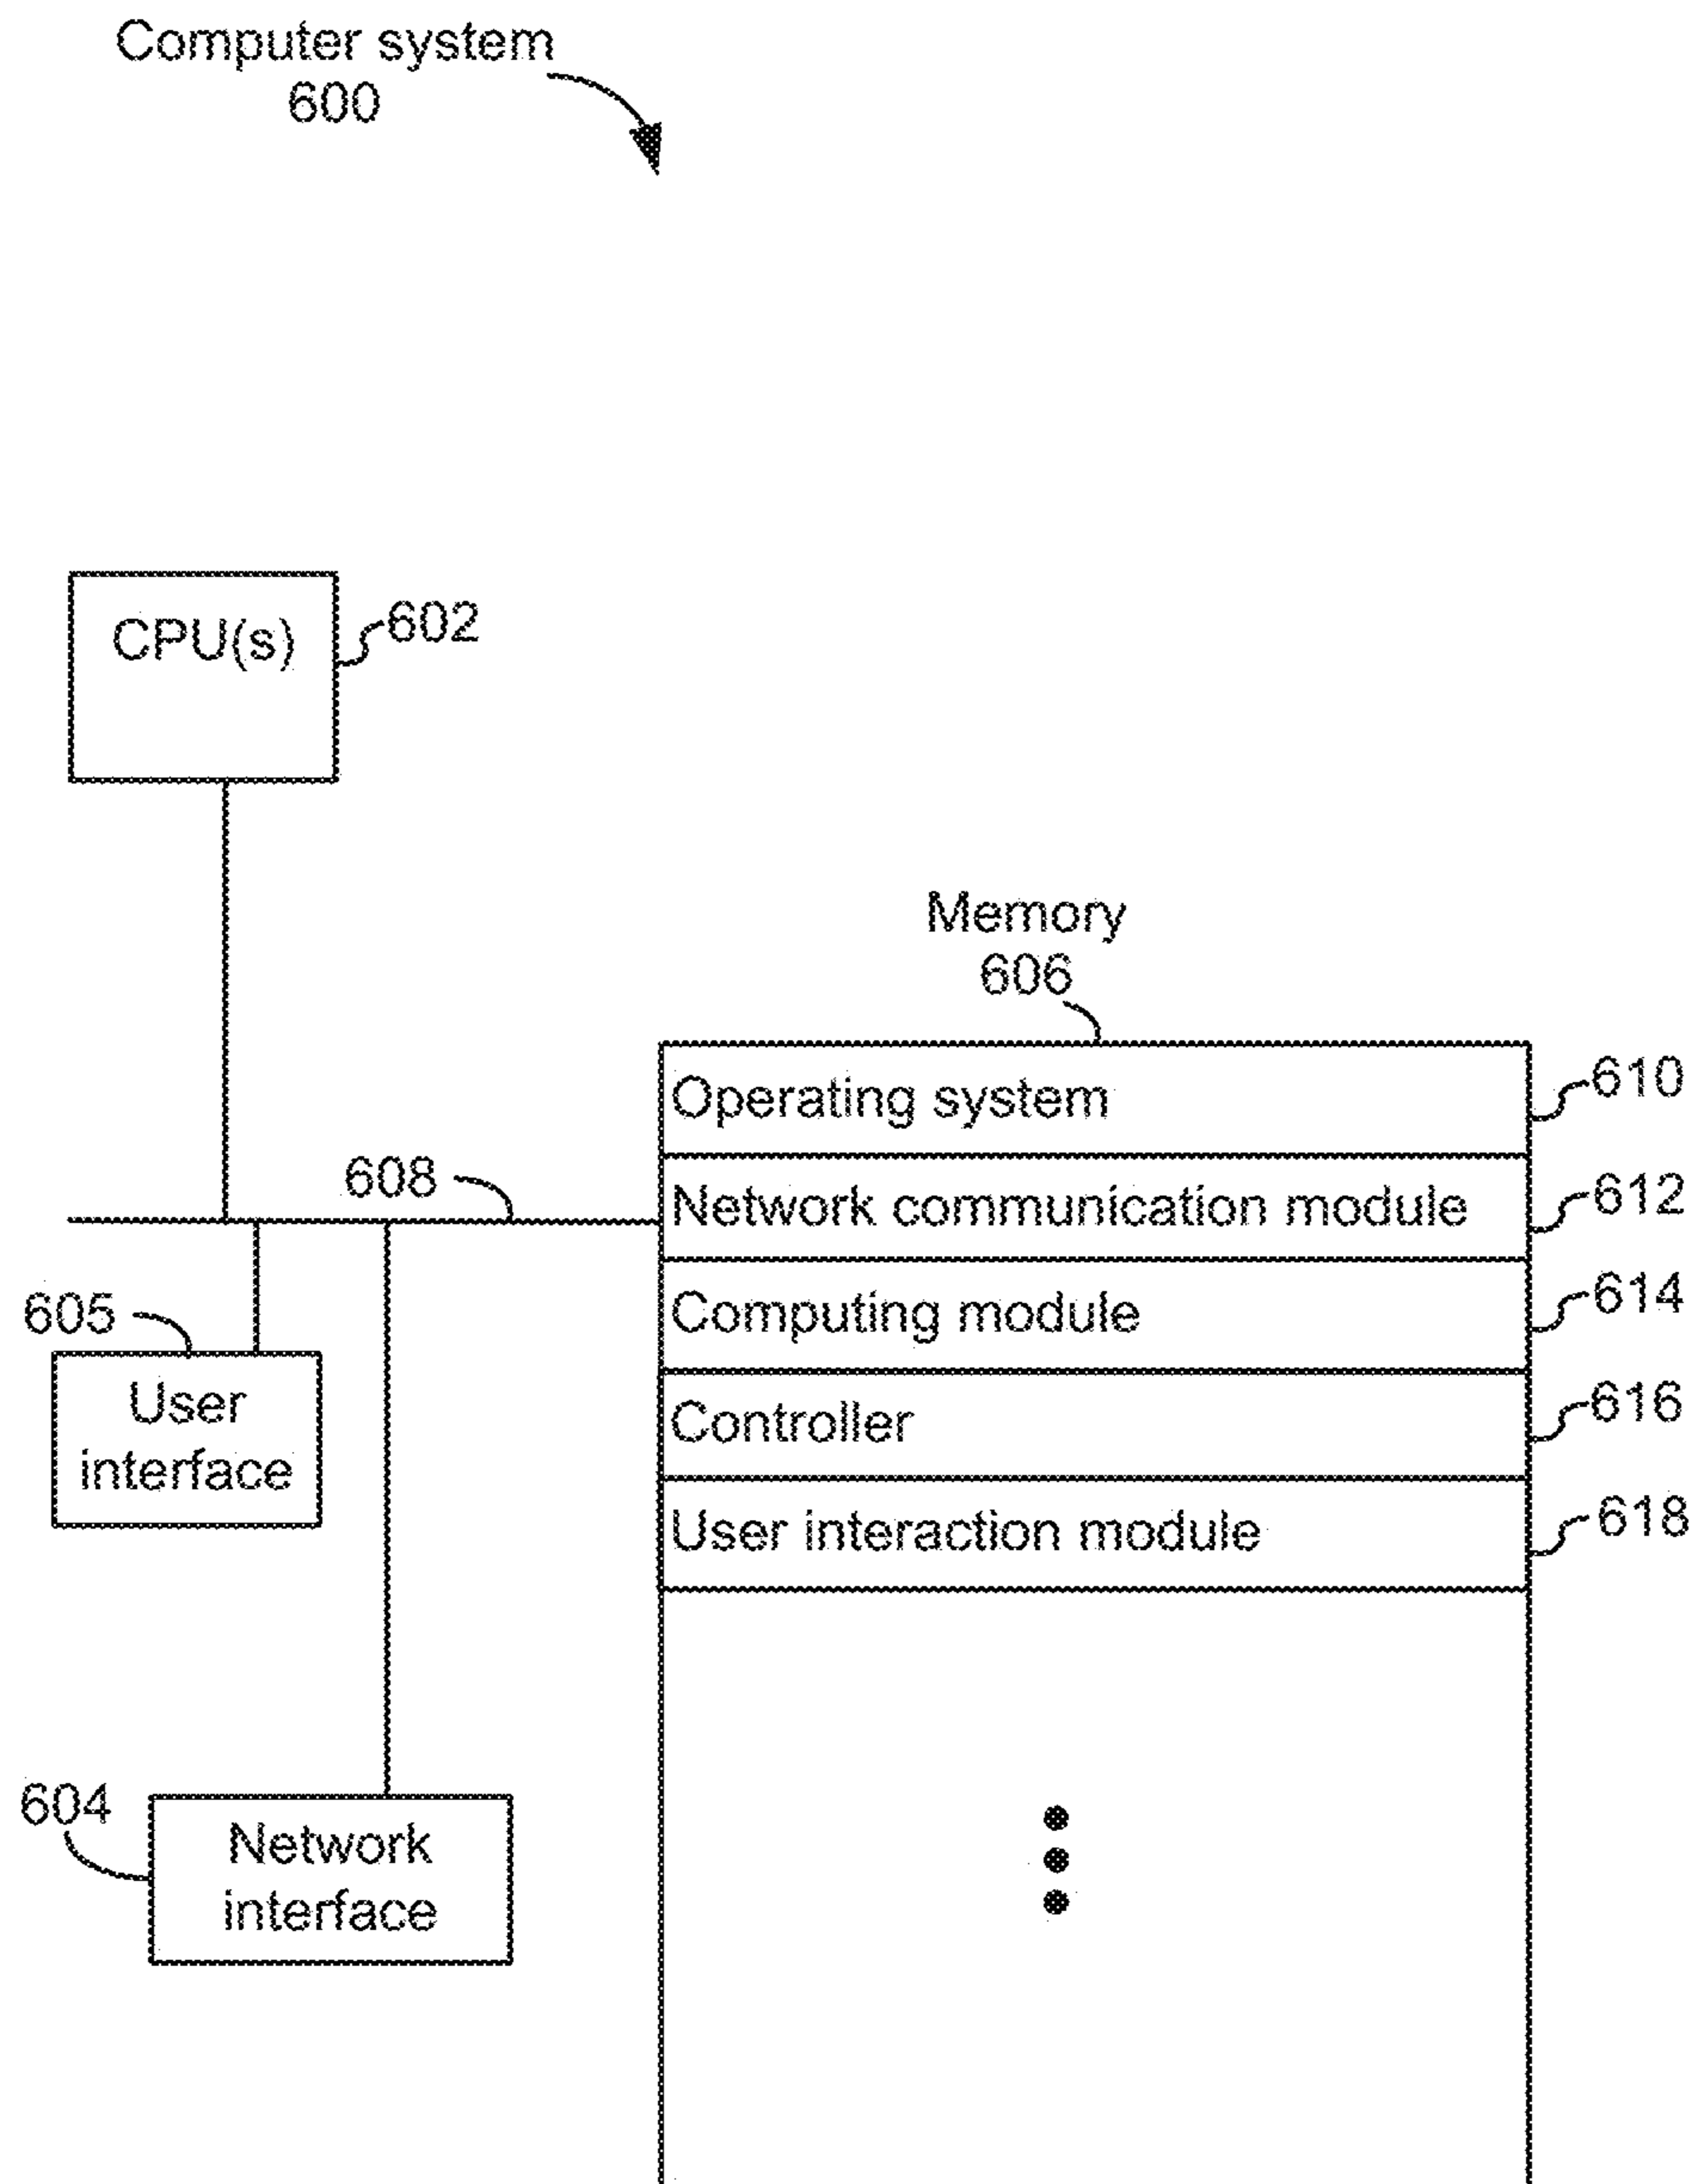 Computer system
600
CPU(s)
602
Memory
606
Operating system
610
608
Network communication module
612
Computing module
614
605
User
interface
Controller
616
User interaction module
618
604
Network
interface